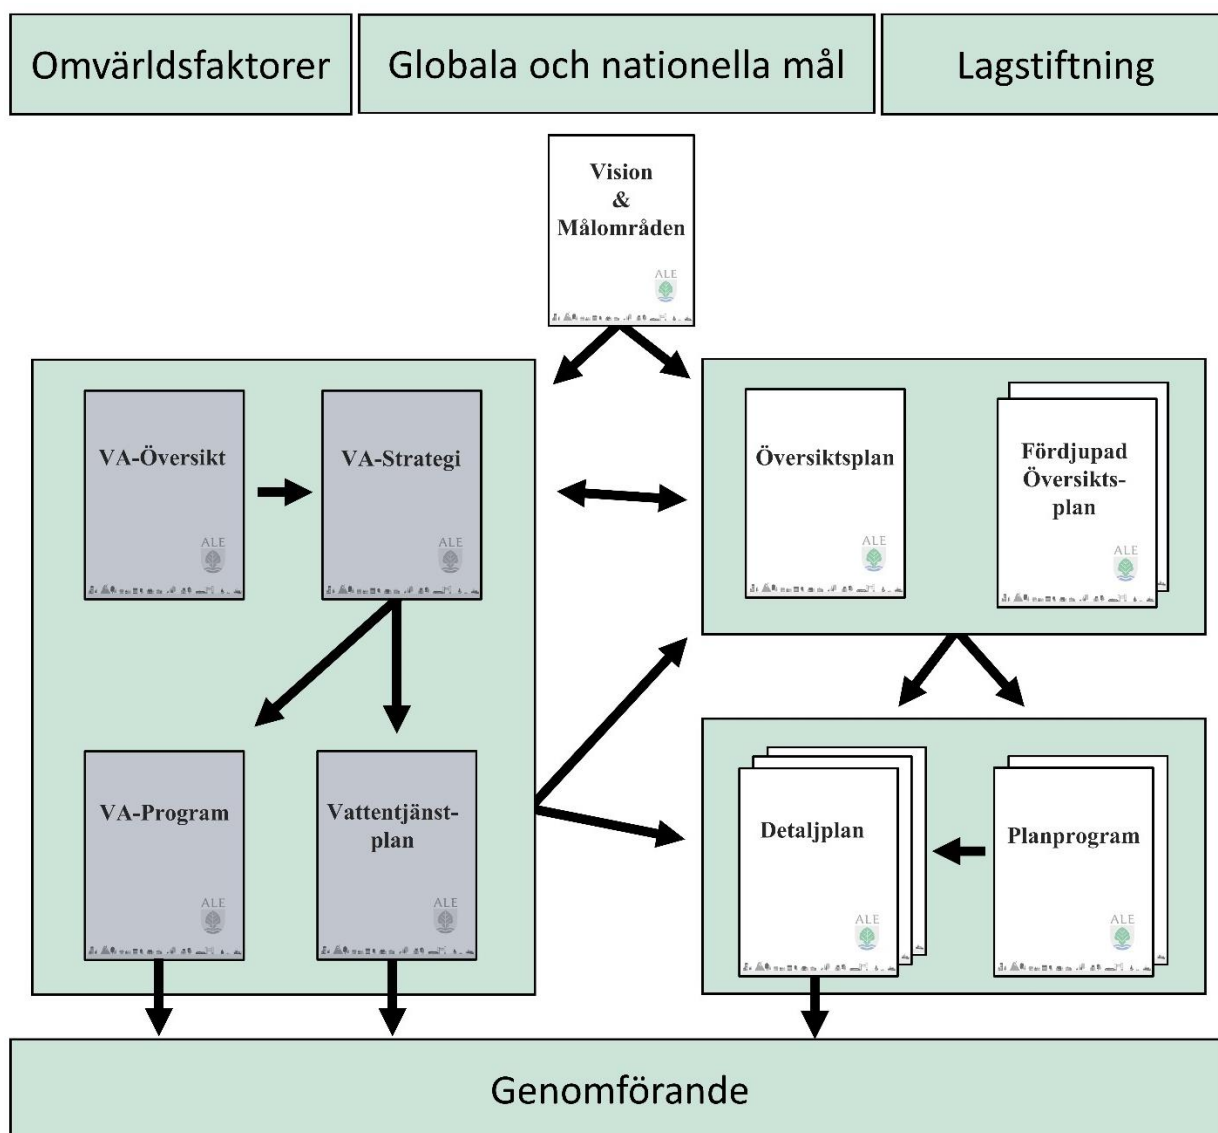 Omvärldsfaktorer
Globala och nationella mål
Lagstiftning
Vision
&
Målområden
ALE
VA-Översikt
ALE
VA-Strategi
ALE
Översiktsplan
ALE
Fördjupad
Översikts-
plan
ALE
VA-Program
ALE
Vattentjänst-
plan
ALE
Detaljplan
ALE
Planprogram
ALE
Genomförande